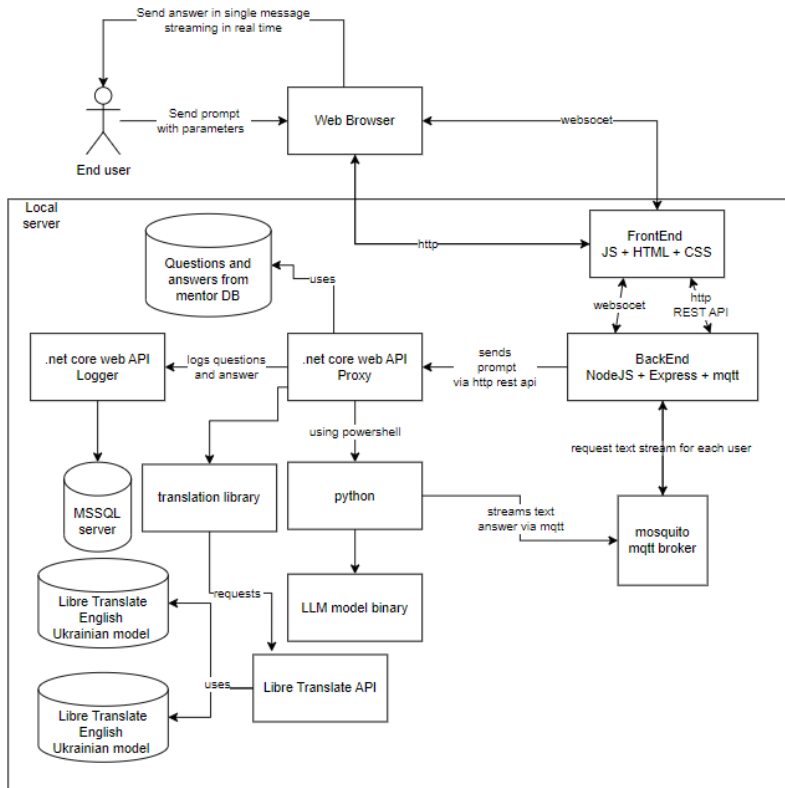 Send answer in single message
streaming in real time
Send prompt
with parameters
Web Browser
websocet
End user
Local
server
http
FrontEnd
JS + HTML + CSS
Questions and
answers from
mentor DB
uses
websocet
http
REST API
.net core web API
Logger
logs questions
and answer
.net core web API
Proxy
sends
prompt
via http rest api
BackEnd
NodeJS + Express + mqtt
using powershell
request text stream for each user
MSSQL
server
translation library
python
streams text
answer via mqtt
mosquito
mqtt broker
Libre Translate
English
Ukrainian model
requests
LLM model binary
uses
Libre Translate API
Libre Translate
English
Ukrainian model